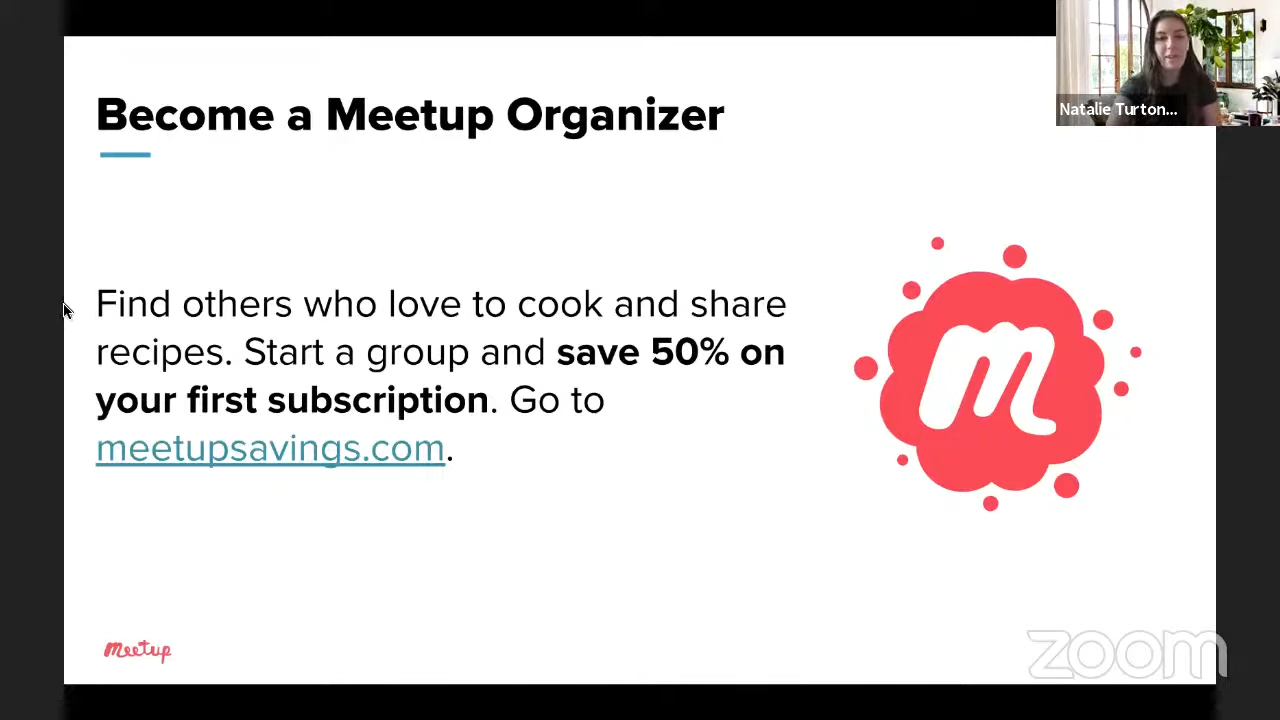 Become a Meetup Organizer
Natalie Turton...
Find others who love to cook and share
recipes. Start a group and save 50% on
your first subscription. Go to
meetupsavings.com.
m
meetup
zoom